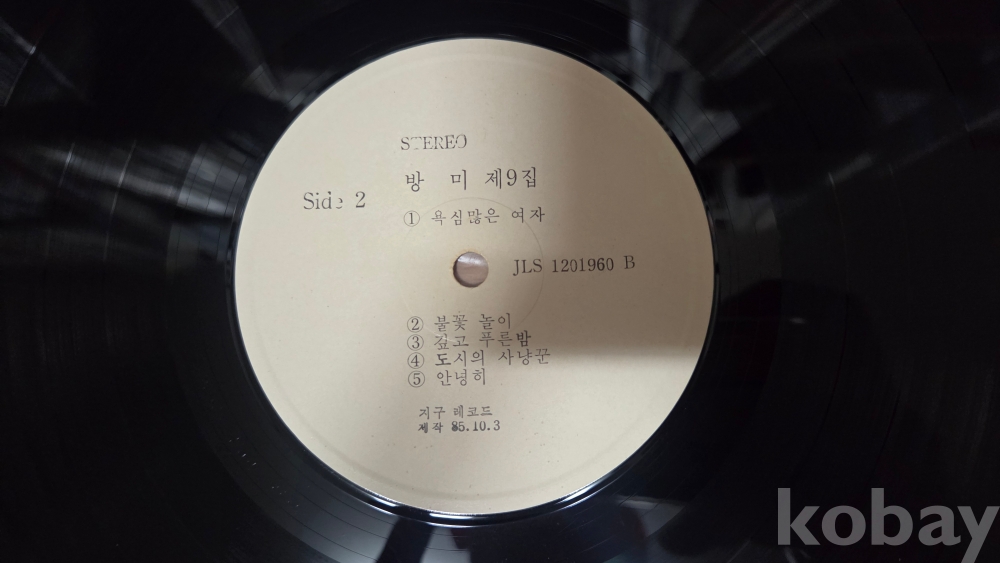 STEREO
방 미 제9집
Side 2
① 욕심많은 여자
JLS 1201960 B
② 불꽃 놀이
③ 깊고 푸른밤
④ 도시의 사냥꾼
⑤ 안녕히
지구 레코드
제작 85.10.3
kobay